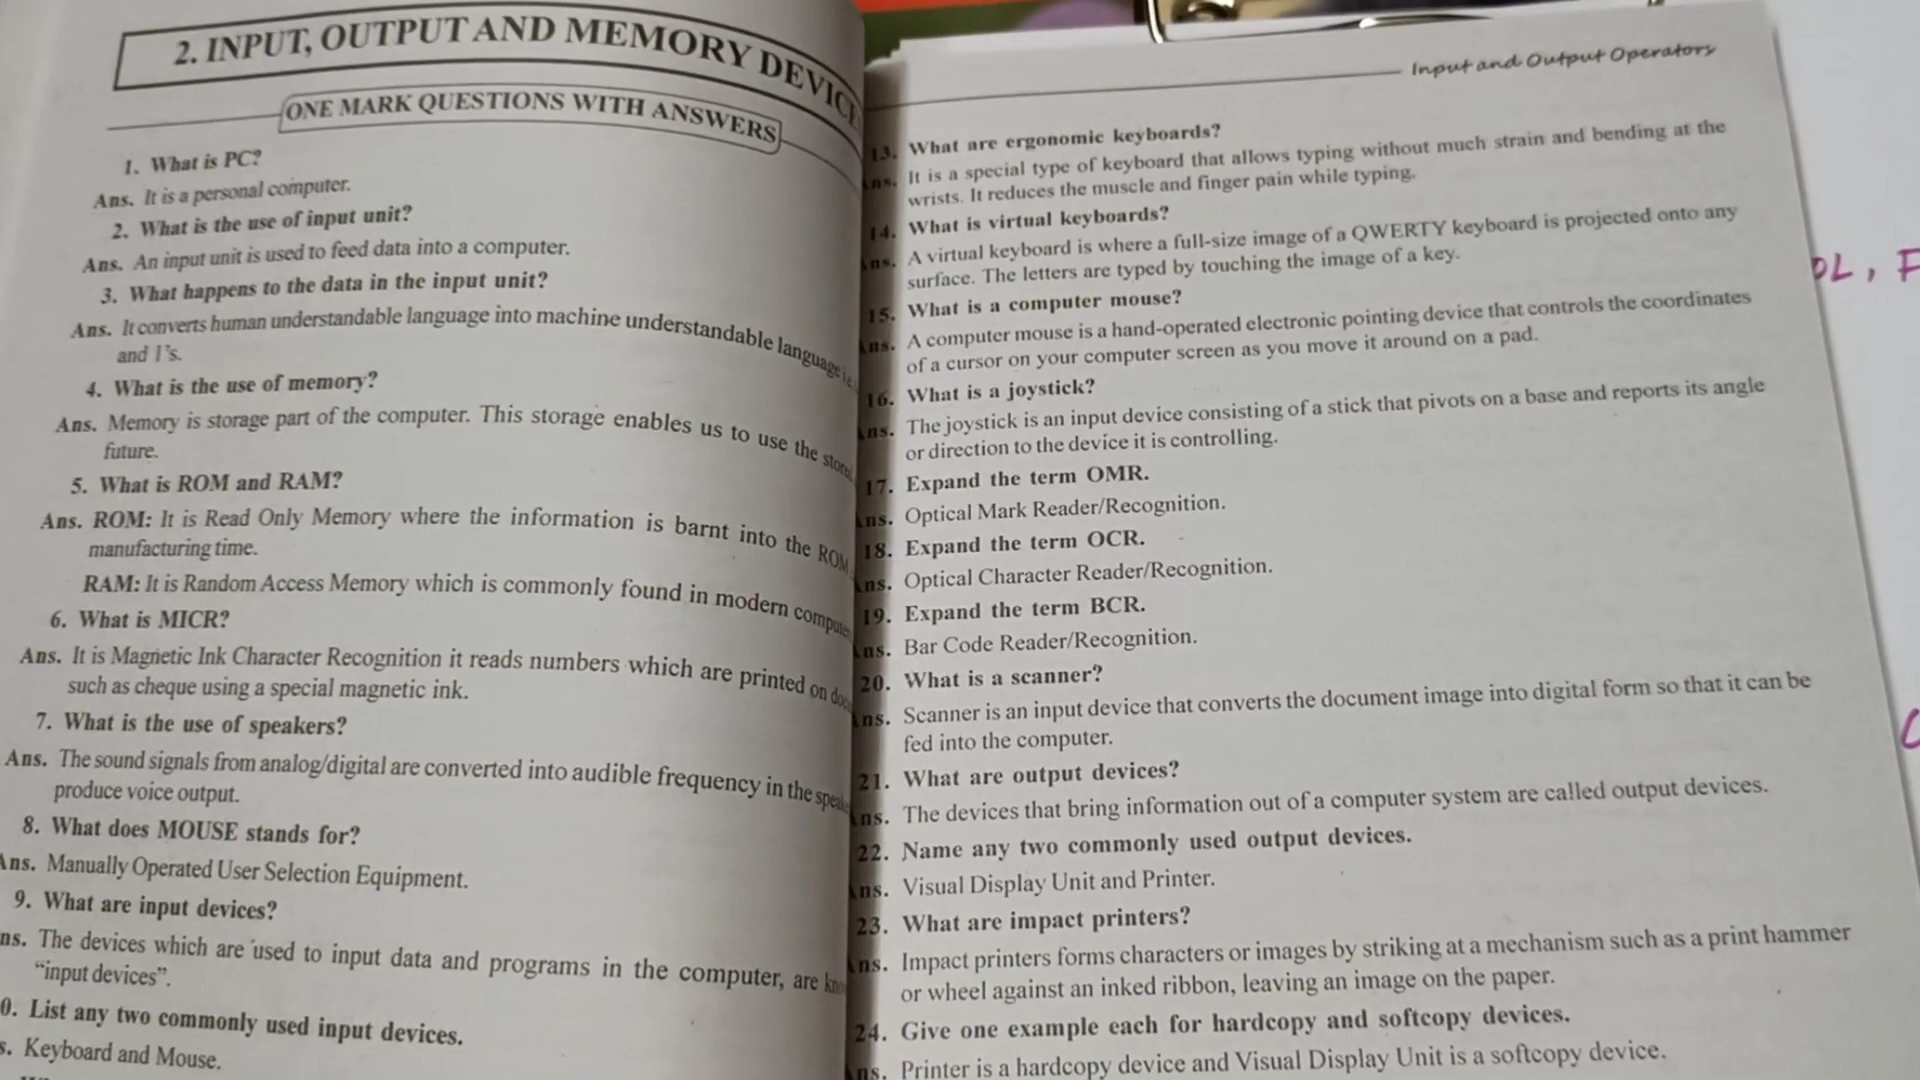 2. INPUT, OUTPUT AND MEMORY DEVICE
ONE MARK QUESTIONS WITH ANSWERS
1. What is PC?
Ans. It is a personal computer.
2. What is the use of input unit?
Ans. An input unit is used to feed data into a computer.
3. What happens to the data in the input unit?
Ans. It converts human understandable language into machine understandable language
and 1's.
4. What is the use of memory?
Ans. Memory is storage part of the computer. This storage enables us to use the
future.
5. What is ROM and RAM?
Ans. ROM: It is Read Only Memory where the information is barnt into the ROM
manufacturing time.
RAM: It is Random Access Memory which is commonly found in modern
6. What is MICR?
Ans. It is Magnetic Ink Character Recognition it reads numbers which are printed on
such as cheque using a special magnetic ink.
7. What is the use of speakers?
Ans. The sound signals from analog/digital are converted into audible frequency in the
produce voice output.
8. What does MOUSE stands for?
Ans. Manually Operated User Selection Equipment.
9. What are input devices?
ns. The devices which are used to input data and programs in the computer, are
"input devices".
0. List any two commonly used input devices.
s. Keyboard and Mouse.
Input and Output Operators
13. What are ergonomic keyboards?
ns. It is a special type of keyboard that allows typing without much strain and bending at the
wrists. It reduces the muscle and finger pain while typing.
14. What is virtual keyboards?
ns. A virtual keyboard is where a full-size image of a QWERTY keyboard is projected onto any
surface. The letters are typed by touching the image of a key.
15. What is a computer mouse?
ns. A computer mouse is a hand-operated electronic pointing device that controls the coordinates
of a cursor on your computer screen as you move it around on a pad.
16. What is a joystick?
ns. The joystick is an input device consisting of a stick that pivots on a base and reports its angle
or direction to the device it is controlling.
17. Expand the term OMR.
ns. Optical Mark Reader/Recognition.
18. Expand the term OCR.
ns. Optical Character Reader/Recognition.
19. Expand the term BCR.
ns. Bar Code Reader/Recognition.
20. What is a scanner?
ns. Scanner is an input device that converts the document image into digital form so that it can be
fed into the computer.
21. What are output devices?
ns. The devices that bring information out of a computer system are called output devices.
22. Name any two commonly used output devices.
ns. Visual Display Unit and Printer.
23. What are impact printers?
ns. Impact printers forms characters or images by striking at a mechanism such as a print hammer
or wheel against an inked ribbon, leaving an image on the paper.
24. Give one example each for hardcopy and softcopy devices.
ns. Printer is a hardcopy device and Visual Display Unit is a softcopy device.
OL, F